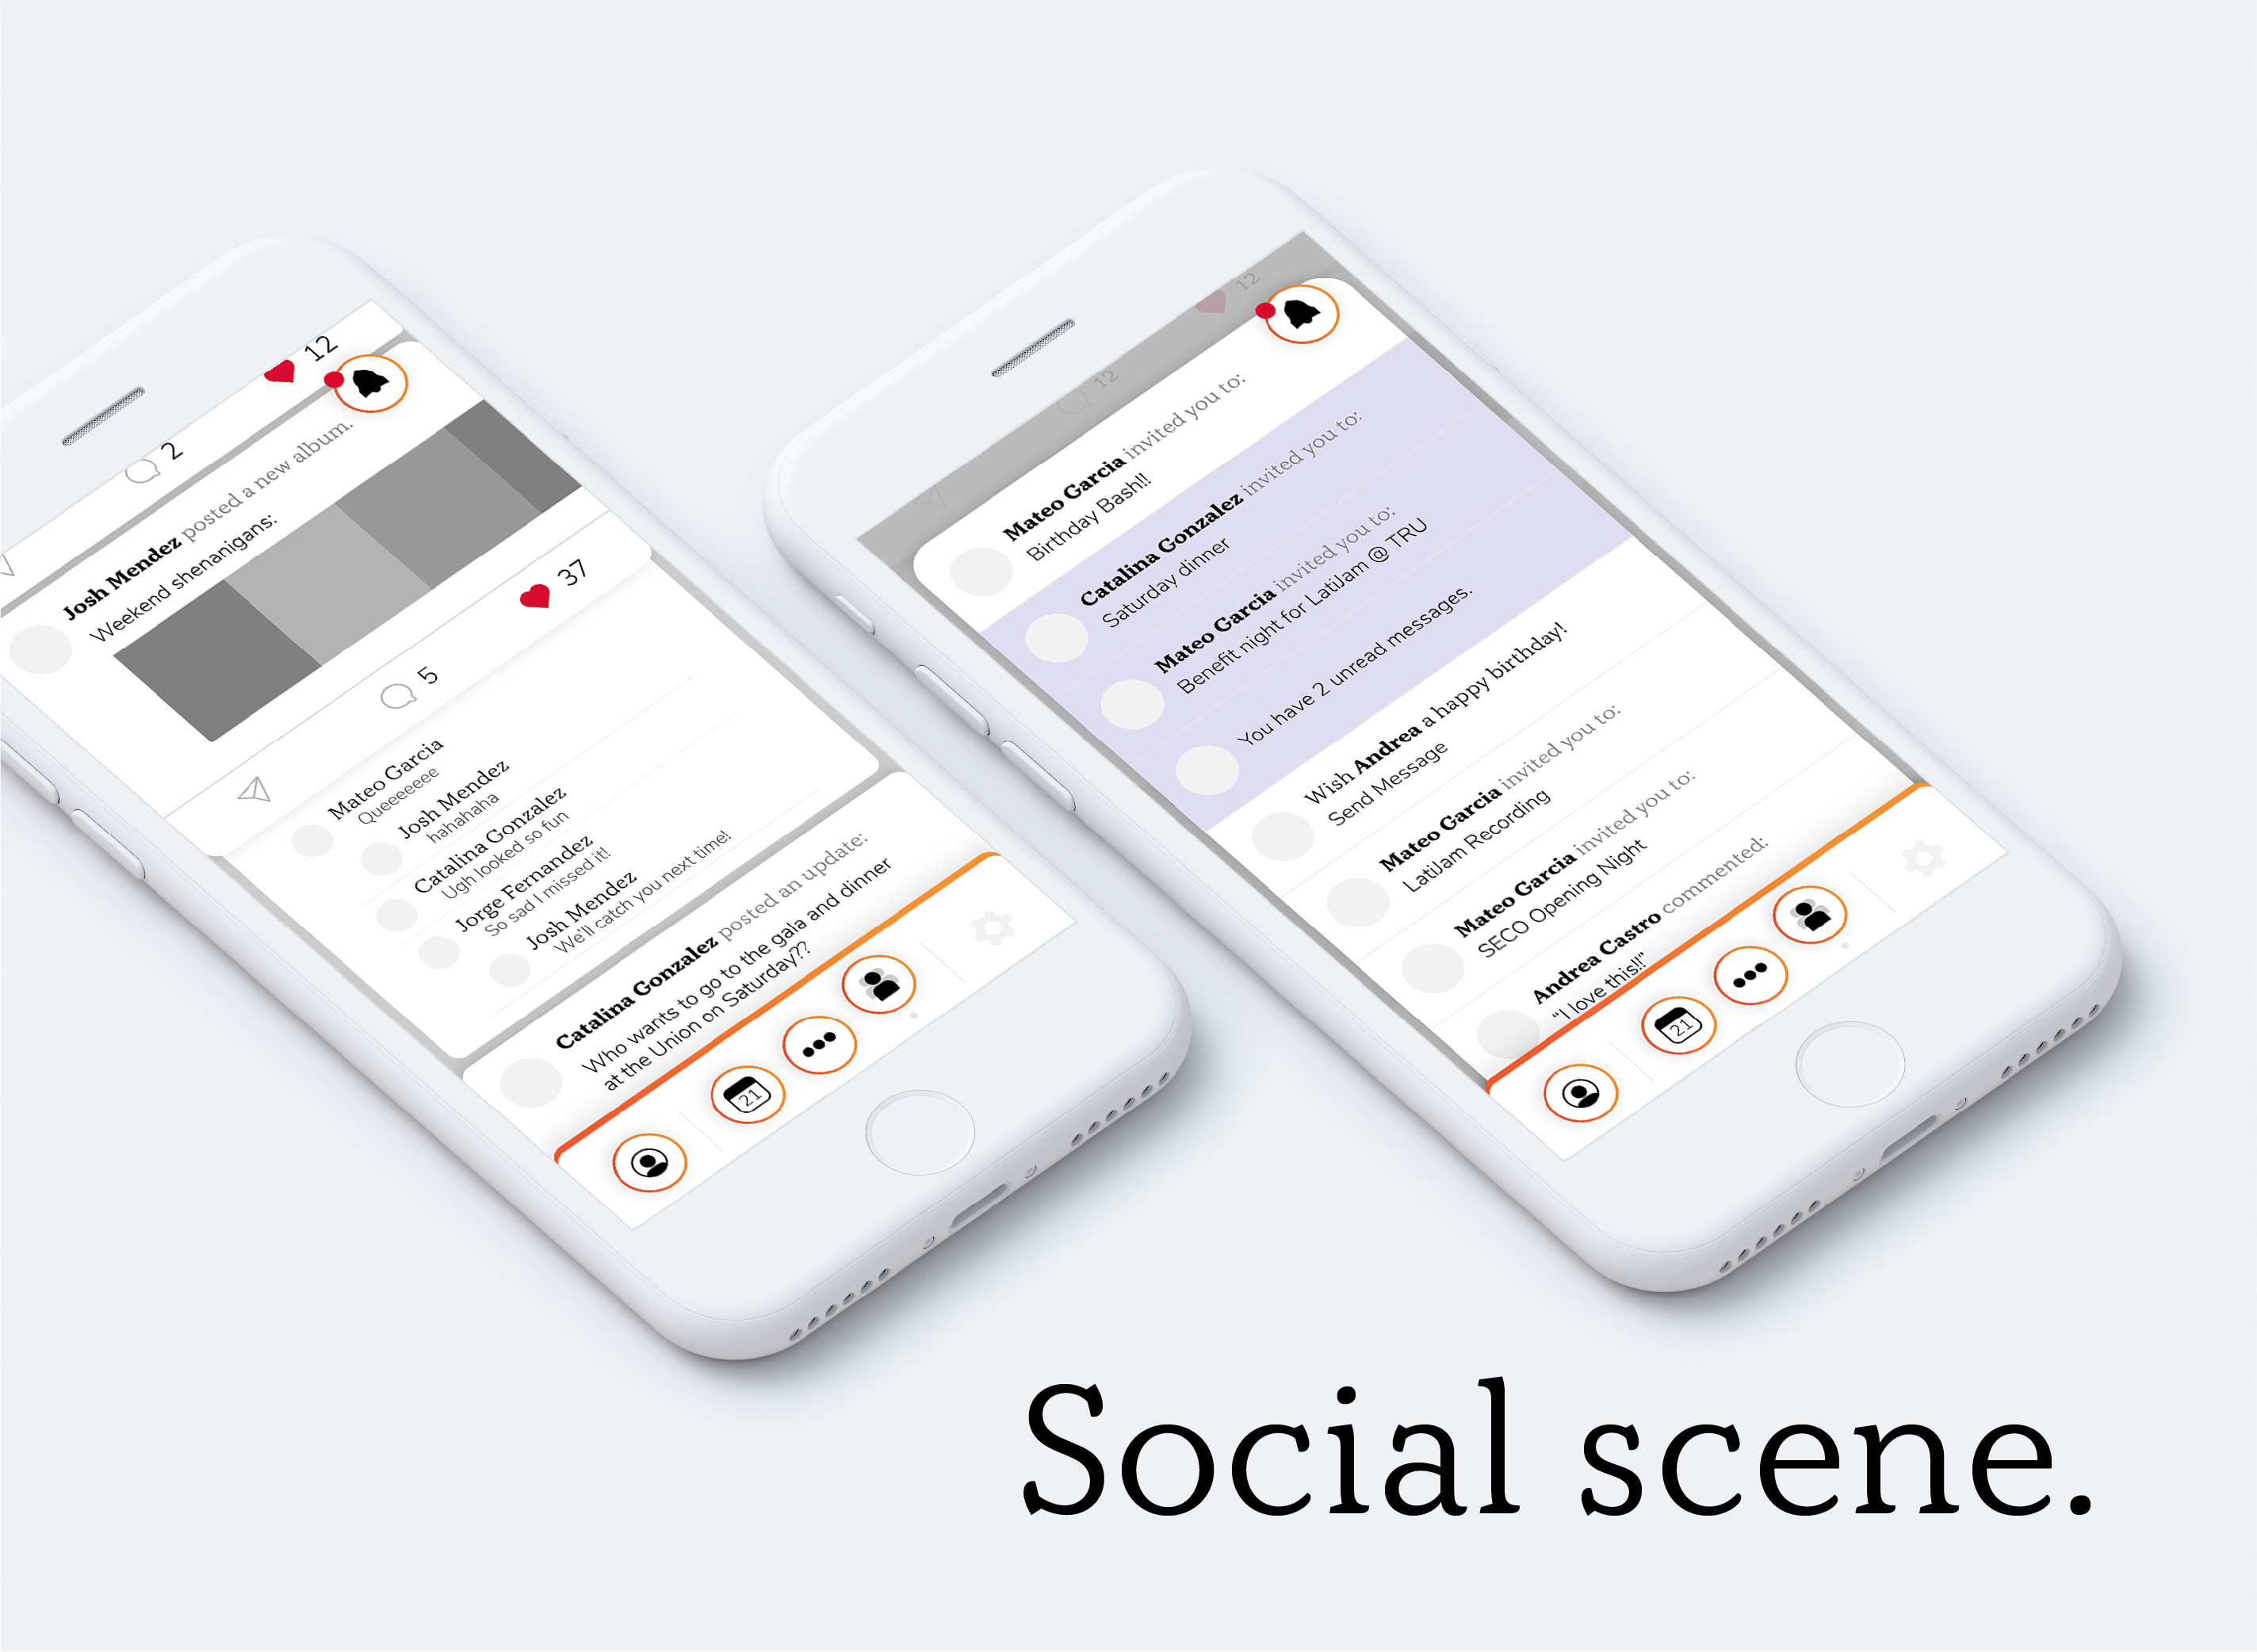 12
2
Josh Mendez posted a new album.
Weekend shenanigans:
37
5
Mateo Garcia
Queeeeee
Josh Mendez
hahahaha
Catalina Gonzalez
Ugh looked so fun
Jorge Fernandez
So sad I missed it!
Josh Mendez
We'll catch you next time!
Catalina Gonzalez posted an update:
Who wants to go to the gala and dinner
at the Union on Saturday??
21
12
12
Mateo Garcia invited you to:
Birthday Bash!!
Catalina Gonzalez invited you to:
Saturday dinner
Mateo Garcia invited you to:
Benefit night for LatiJam @ TRU
You have 2 unread messages.
Wish Andrea a happy birthday!
Send Message
Mateo Garcia invited you to:
LatiJam Recording
Mateo Garcia invited you to:
SECO Opening Night
Andrea Castro commented:
“I love this!!”
21
Social scene.